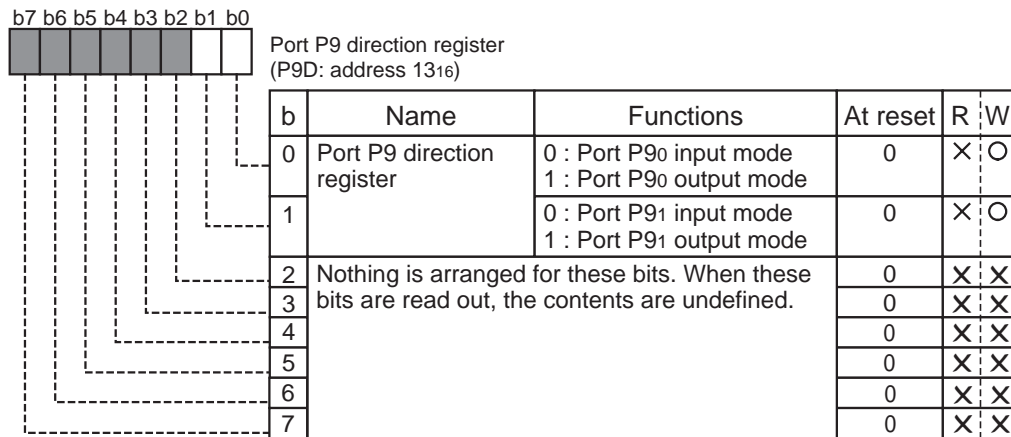 b7 b6 b5 b4 b3 b2 b1 b0
Port P9 direction register
(P9D: address 1316)
b Name Functions At reset R W
0 Port P9 direction register 0 : Port P90 input mode 0 × ○
1 : Port P90 output mode
1 0 : Port P91 input mode 0 × ○
1 : Port P91 output mode
2 Nothing is arranged for these bits. When these 0 × ×
3 bits are read out, the contents are undefined. 0 × ×
4 0 × ×
5 0 × ×
6 0 × ×
7 0 × ×